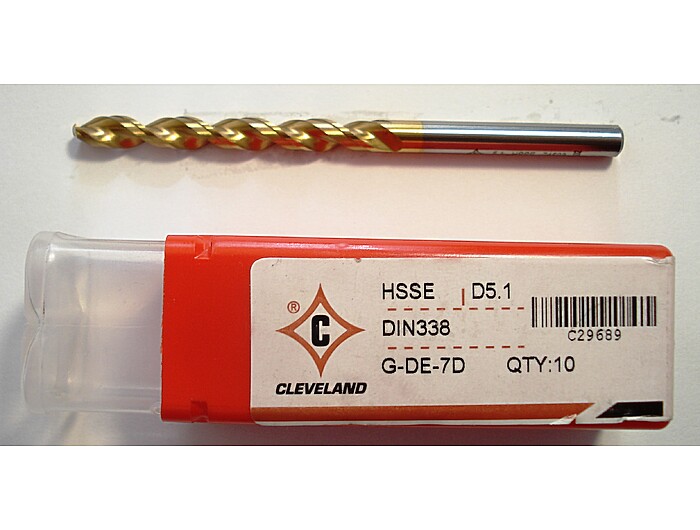 HSSE D5.1
DIN338
G-DE-7D QTY:10
® C
CLEVELAND
C29689